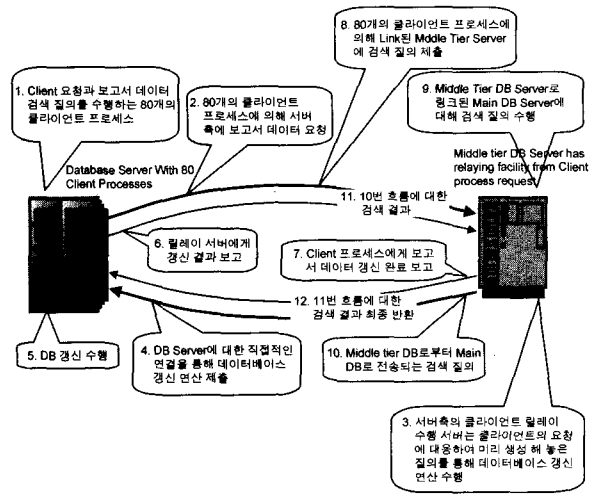 8. 80개의 클라이언트 프로세스에
의해 Link된 Mddle Tier Server
에 검색 질의 제출
1. Client 요청과 보고서 데이터
검색 질의를 수행하는 80개의
클라이언트 프로세스
2. 80개의 클라이언트
프로세스에 의해 서버
측에 보고서 데이터 요청
9. Middle Tier DB Server로
링크된 Main DB Server에
대해 검색 질의 수행
Database Server With 80
Client Processes
Middle tier DB Server has
relaying facility from Client
process request
11. 10번 흐름에 대한
검색 결과
6. 릴레이 서버에게
갱신 결과 보고
7. Client 프로세스에게 보고
서 데이터 갱신 완료 보고
12. 11번 흐름에 대한
검색 결과 최종 반환
5. DB 갱신 수행
4. DB Server에 대한 직접적인
연결을 통해 데이터베이스
갱신 연산 제출
10. Middle tier DB로부터 Main
DB로 전송되는 검색 질의
3. 서버측의 클라이언트 릴레이
수행 서버는 클라이언트의 요청
에 대응하여 미리 생성 해 놓은
질의를 통해 데이터베이스 갱신
연산 수행